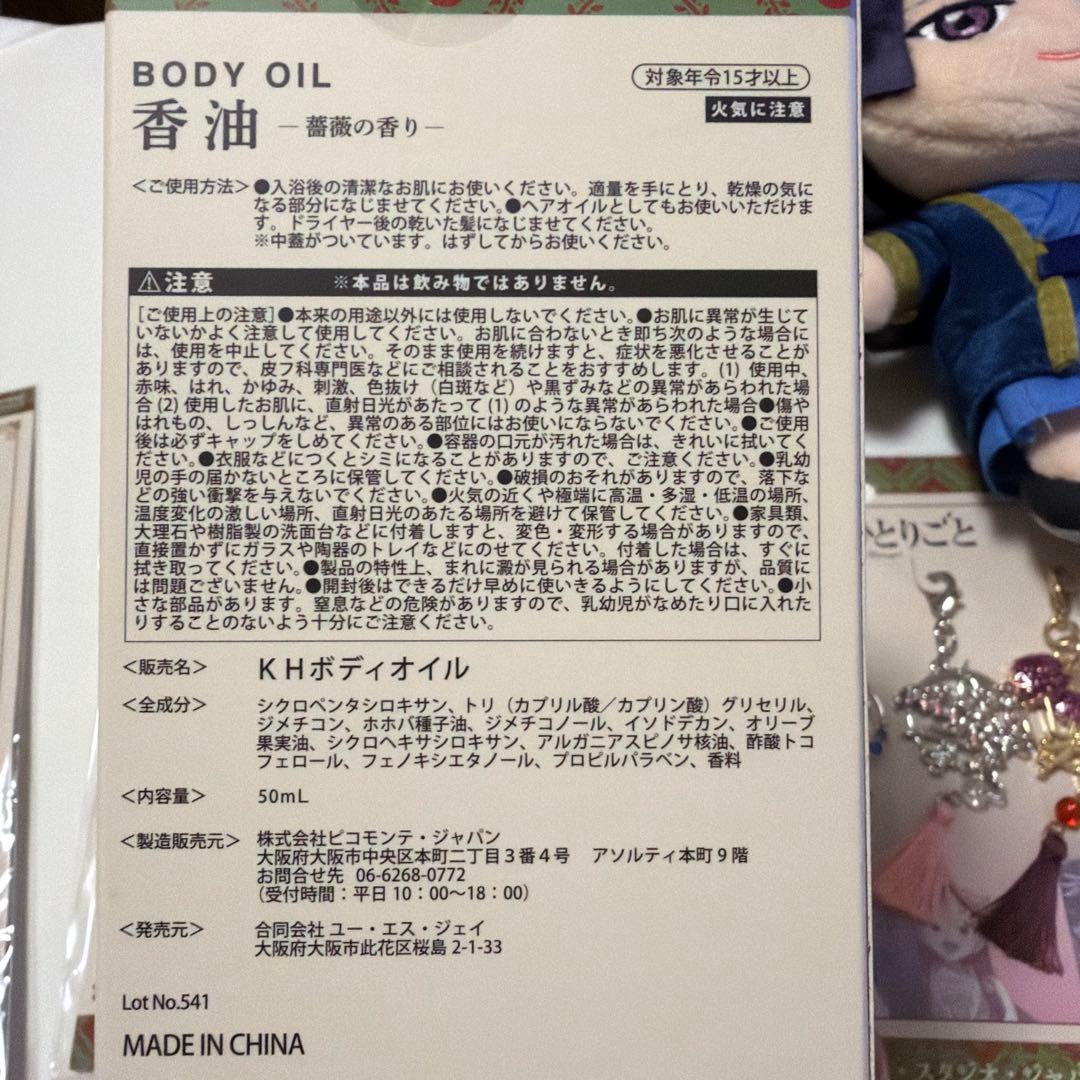 BODY OIL
香油 ―薔薇の香り―
対象年令15才以上
火気に注意
＜ご使用方法＞ ●入浴後の清潔なお肌にお使いください。適量を手にとり、乾燥の気に
なる部分になじませてください。●ヘアオイルとしてもお使いいただけま
す。ドライヤー後の乾いた髪になじませてください。
※中蓋がついています。はずしてからお使いください。
⚠注意 ※本品は飲み物ではありません。
［ご使用上の注意］●本来の用途以外には使用しないでください。●お肌に異常が生じて
いないかよく注意して使用してください。お肌に合わないとき即ち次のような場合に
は、使用を中止してください。そのまま使用を続けますと、症状を悪化させることが
ありますので、皮フ科専門医などにご相談されることをおすすめします。(1) 使用中、
赤味、はれ、かゆみ、刺激、色抜け（白斑など）や黒ずみなどの異常があらわれた場
合 (2) 使用したお肌に、直射日光があたって (1) のような異常があらわれた場合●傷や
はれもの、しっしんなど、異常のある部位にはお使いにならないでください。●ご使用
後は必ずキャップをしめてください。●容器の口元が汚れた場合は、きれいに拭いてく
ださい。●衣服などにつくとシミになることがありますので、ご注意ください。●乳幼
児の手の届かないところに保管してください。●破損のおそれがありますので、落下な
どの強い衝撃を与えないでください。●火気の近くや極端に高温・多湿・低温の場所、
温度変化の激しい場所、直射日光のあたる場所を避けて保管してください。●家具類、
大理石や樹脂製の洗面台などに付着しますと、変色・変形する場合がありますので、
直接置かずにガラスや陶器のトレイなどにのせてください。付着した場合は、すぐに
拭き取ってください。●製品の特性上、まれに澱が見られる場合がありますが、品質に
は問題ございません。●開封後はできるだけ早めに使いきるようにしてください。●小
さな部品があります。窒息などの危険がありますので、乳幼児がなめたり口に入れた
りすることのないよう十分にご注意ください。
＜販売名＞ KHボディオイル
＜全成分＞ シクロペンタシロキサン、トリ（カプリル酸／カプリン酸）グリセリル、
ジメチコン、ホホバ種子油、ジメチコノール、イソドデカン、オリーブ
果実油、シクロヘキサシロキサン、アルガニアスピノサ核油、酢酸トコ
フェロール、フェノキシエタノール、プロピルパラベン、香料
＜内容量＞ 50mL
＜製造販売元＞ 株式会社ピコモンテ・ジャパン
大阪府大阪市中央区本町二丁目３番４号 アソルティ本町９階
お問合せ先 06-6268-0772
（受付時間：平日 10：00～18：00）
＜発売元＞ 合同会社 ユー・エス・ジェイ
大阪府大阪市此花区桜島 2-1-33
Lot No.541
MADE IN CHINA
とりごと
スタジオ・ジャ